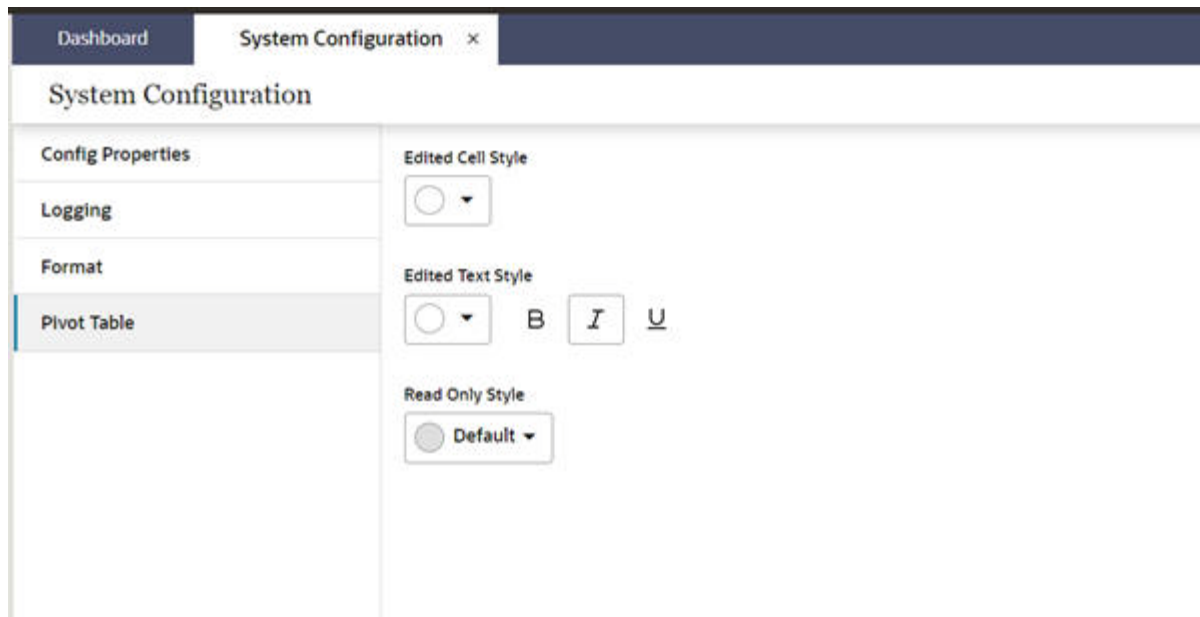 Dashboard
System Configuration ×
System Configuration
Config Properties
Logging
Format
Pivot Table
Edited Cell Style
Edited Text Style
B I U
Read Only Style
Default